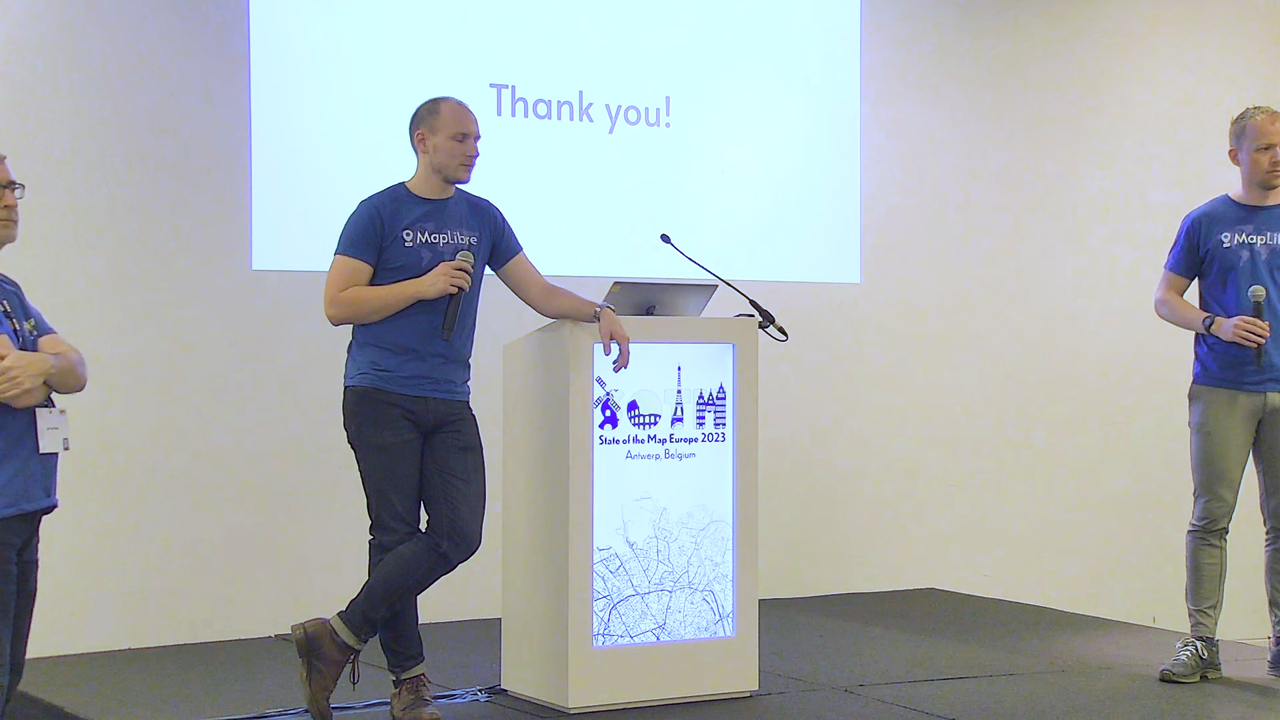 Thank you!
MapLibre
MapLib
State of the Map Europe 2023
Antwerp, Belgium